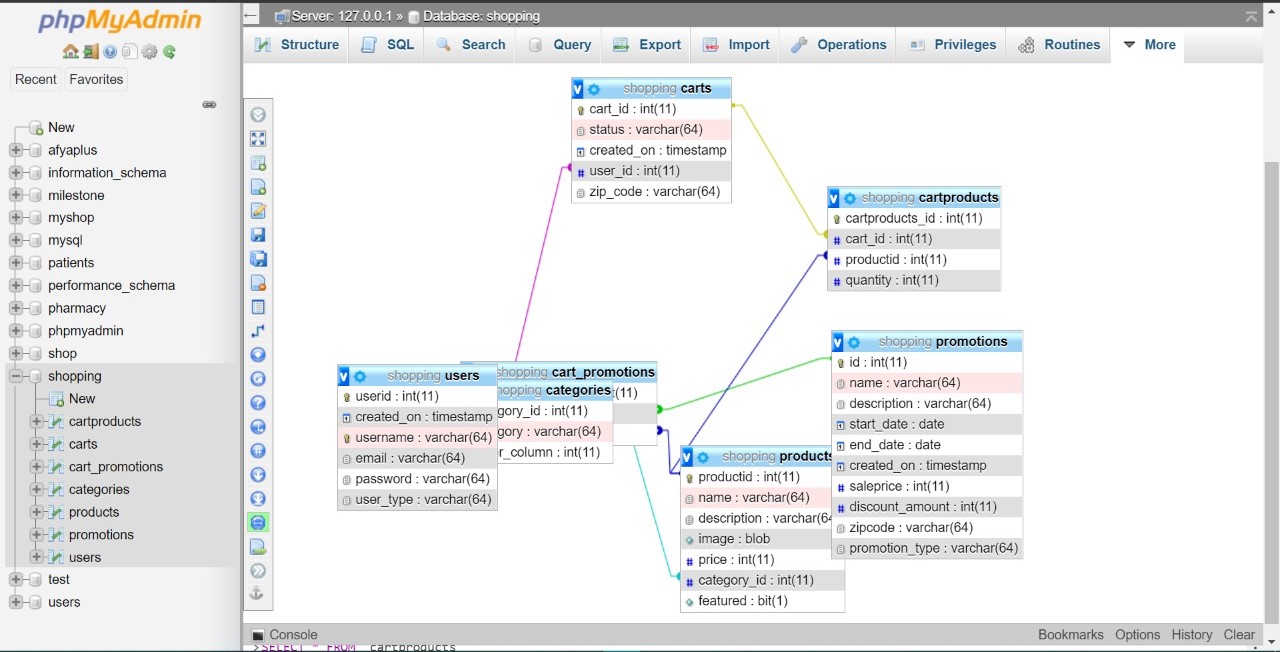 phpMyAdmin
Recent Favorites
New
afyaplus
information_schema
milestone
myshop
mysql
patients
performance_schema
pharmacy
phpmyadmin
shop
shopping
New
cartproducts
carts
cart_promotions
categories
products
promotions
users
test
users
Server: 127.0.0.1 » Database: shopping
Structure SQL Search Query Export Import Operations Privileges Routines More
shopping carts
cart_id : int(11)
status : varchar(64)
created_on : timestamp
user_id : int(11)
zip_code : varchar(64)
shopping cartproducts
cartproducts_id : int(11)
cart_id : int(11)
productid : int(11)
quantity : int(11)
shopping users
userid : int(11)
created_on : timestamp
username : varchar(64)
email : varchar(64)
password : varchar(64)
user_type : varchar(64)
shopping cart_promotions
(11)
hopping categories
gory_id : int(11)
gory : varchar(64)
r_column : int(11)
shopping products
productid : int(11)
name : varchar(64)
description : varchar(64
image : blob
price : int(11)
category_id : int(11)
featured : bit(1)
shopping promotions
id : int(11)
name : varchar(64)
description : varchar(64)
start_date : date
end_date : date
created_on : timestamp
saleprice : int(11)
discount_amount : int(11)
zipcode : varchar(64)
promotion_type : varchar(64)
Console Bookmarks Options History Clear
>SELECT * FROM `cartproducts`